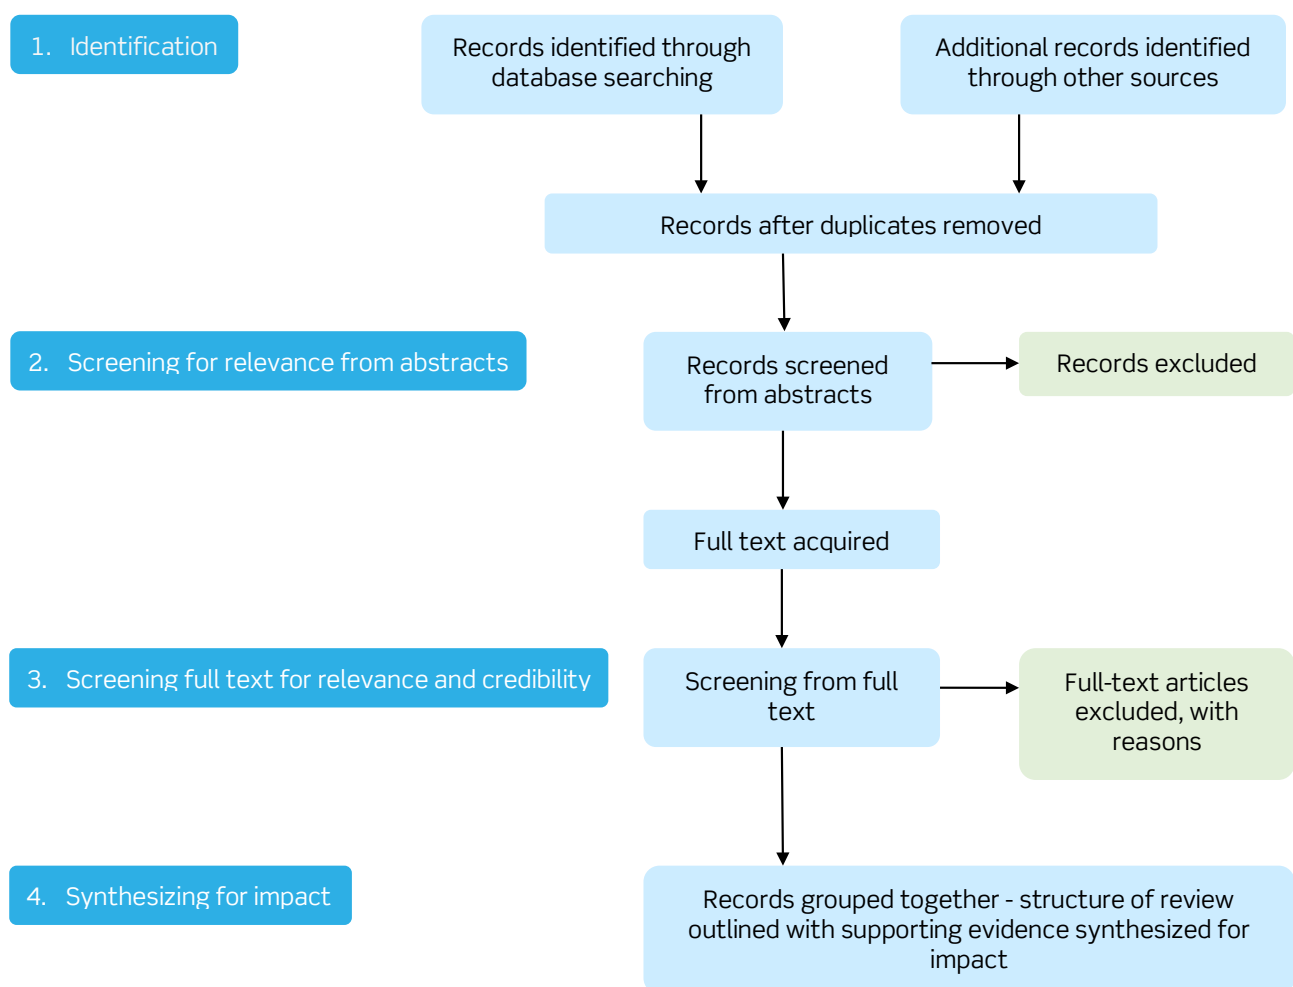 1. Identification
Records identified through
database searching
Additional records identified
through other sources
Records after duplicates removed
2. Screening for relevance from abstracts
Records screened
from abstracts
Records excluded
Full text acquired
3. Screening full text for relevance and credibility
Screening from full
text
Full-text articles
excluded, with
reasons
4. Synthesizing for impact
Records grouped together - structure of review
outlined with supporting evidence synthesized for
impact